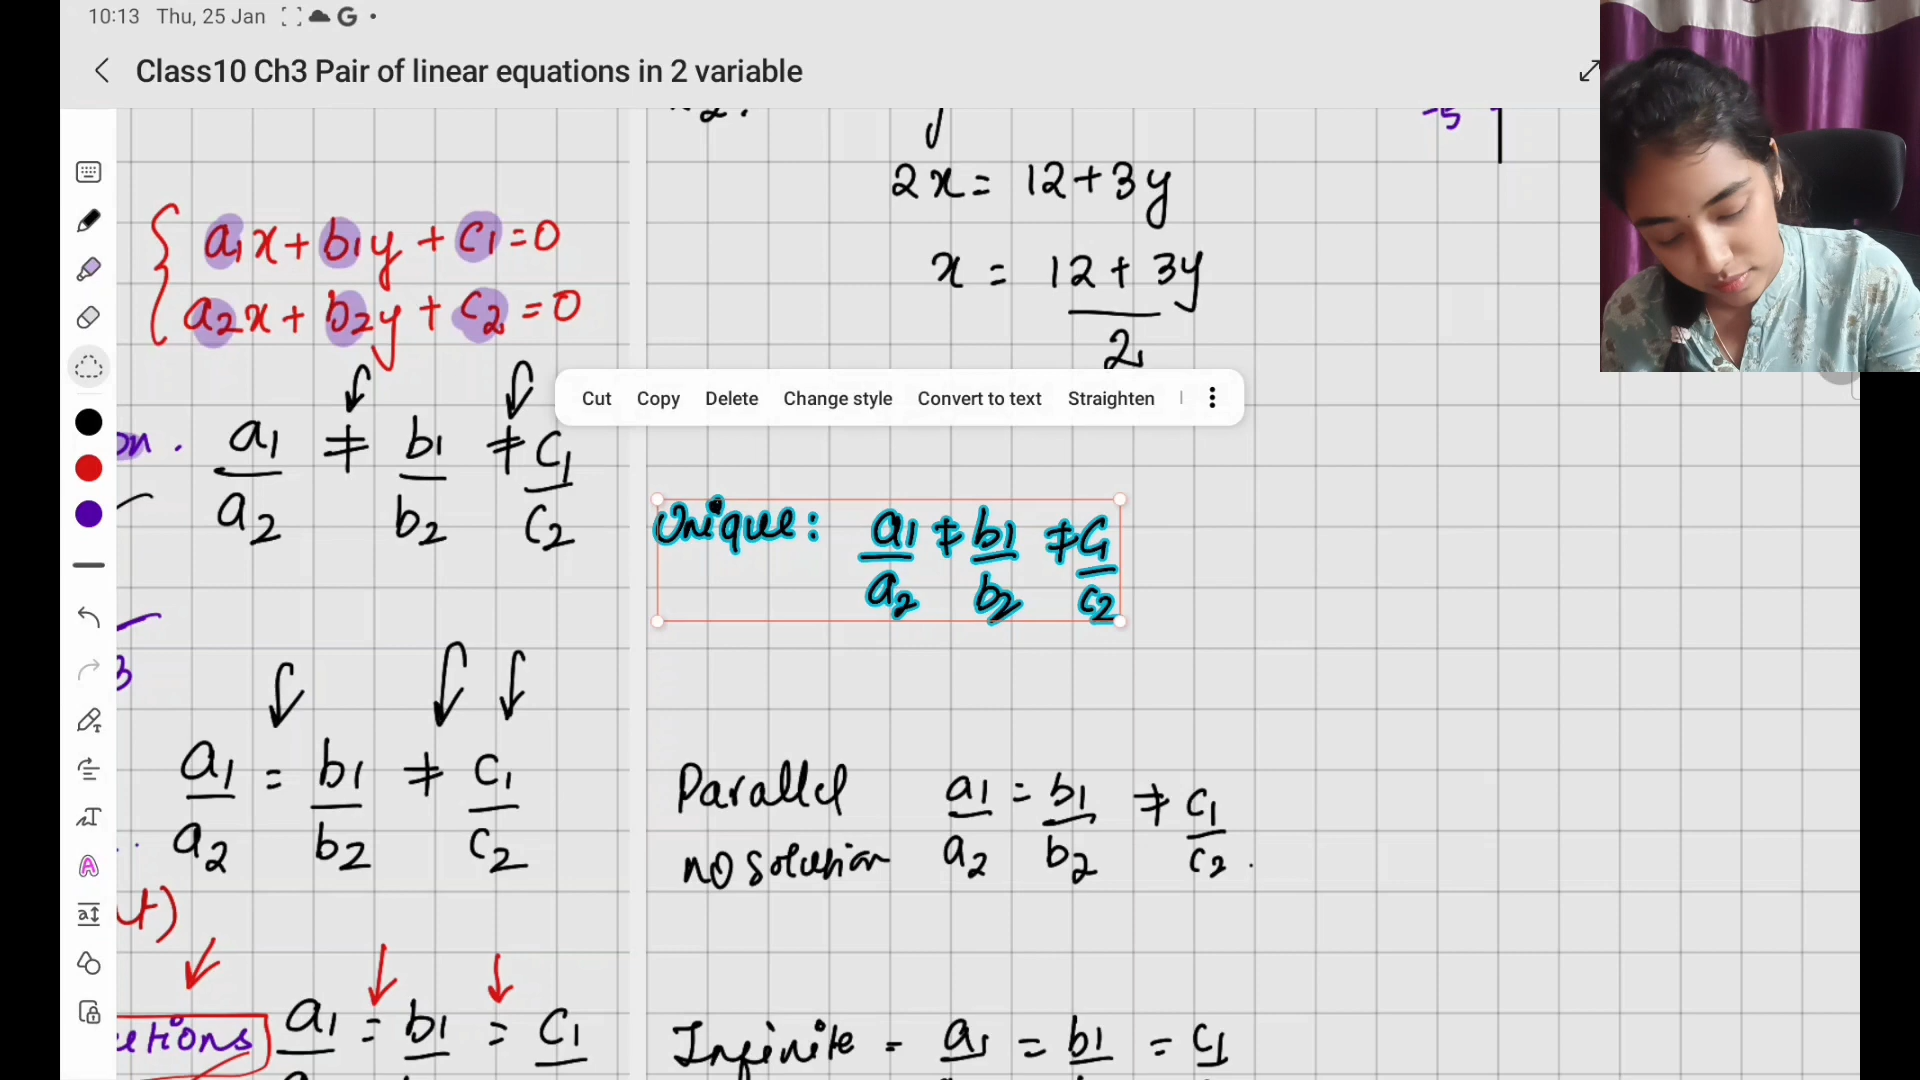 10:13 Thu, 25 Jan
Class10 Ch3 Pair of linear equations in 2 variable
a1x + b1y + c1 = 0
a2x + b2y + c2 = 0
on. a1/a2 ≠ b1/b2 ≠ c1/c2
a1/a2 = b1/b2 ≠ c1/c2
a1 = b1 = c1
-5
2x = 12 + 3y
x = 12 + 3y
2
Cut Copy Delete Change style Convert to text Straighten
Unique: a1/a2 ≠ b1/b2 ≠ c1/c2
Parallel a1 = b1 ≠ c1
no solution a2 b2 c2.
Infinite - a1 = b1 = c1